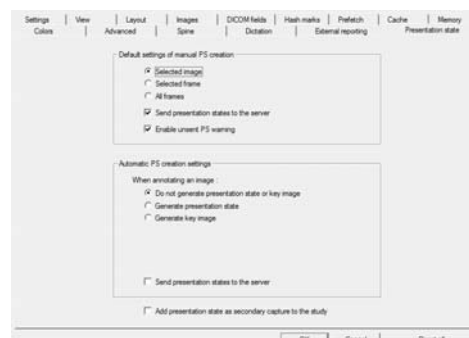 Settings View Layout Images DICOM fields Hash marks Prefetch Cache Memory
Colors Advanced Spine Dictation External reporting Presentation state
Default settings of manual PS creation
Selected image
Selected frame
All frames
Send presentation states to the server
Enable unsent PS warning
Automatic PS creation settings
When annotating an image :
Do not generate presentation state or key image
Generate presentation state
Generate key image
Send presentation states to the server
Add presentation state as secondary capture to the study